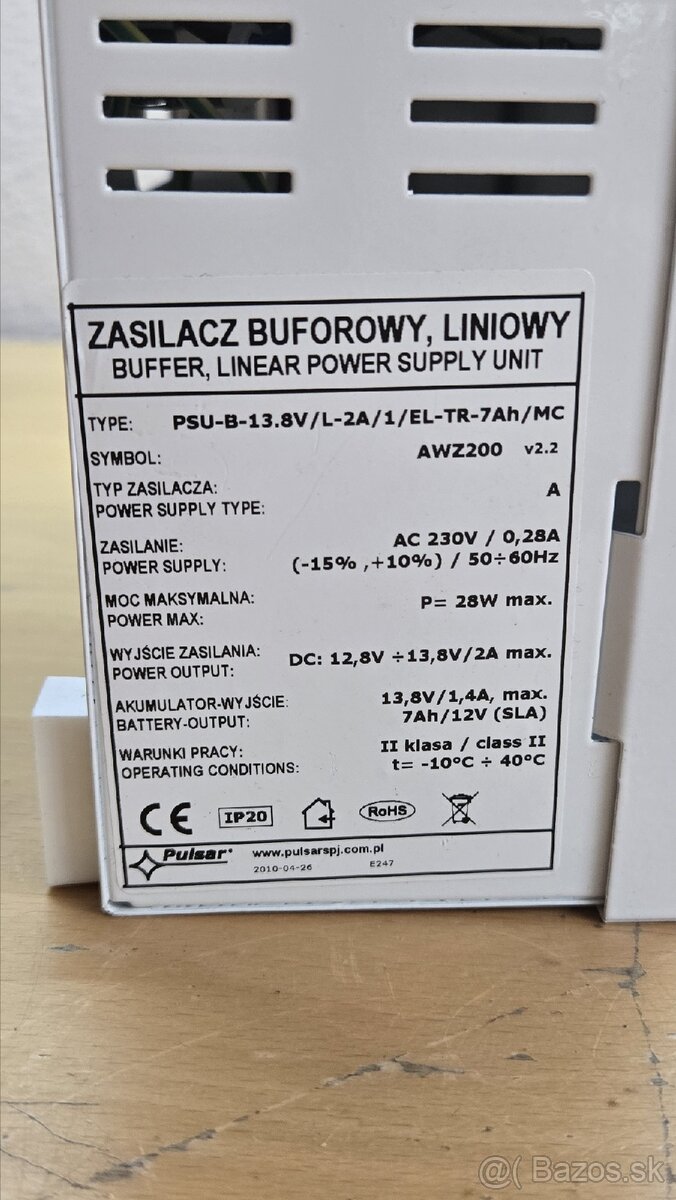 ZASILACZ BUFOROWY, LINIOWY
BUFFER, LINEAR POWER SUPPLY UNIT
TYPE: PSU-B-13.8V/L-2A/1/EL-TR-7Ah/MC
SYMBOL: AWZ200 v2.2
TYP ZASILACZA: A
POWER SUPPLY TYPE:
ZASILANIE: AC 230V / 0,28A
POWER SUPPLY: (-15% ,+10%) / 50÷60Hz
MOC MAKSYMALNA: P= 28W max.
POWER MAX:
WYJŚCIE ZASILANIA: DC: 12,8V ÷13,8V/2A max.
POWER OUTPUT:
AKUMULATOR-WYJŚCIE: 13,8V/1,4A, max.
BATTERY-OUTPUT: 7Ah/12V (SLA)
WARUNKI PRACY: II klasa / class II
OPERATING CONDITIONS: t= -10°C ÷ 40°C
CE IP20 RoHS
Pulsar® www.pulsarspj.com.pl
2010-04-26 E247
@( Bazos.sk